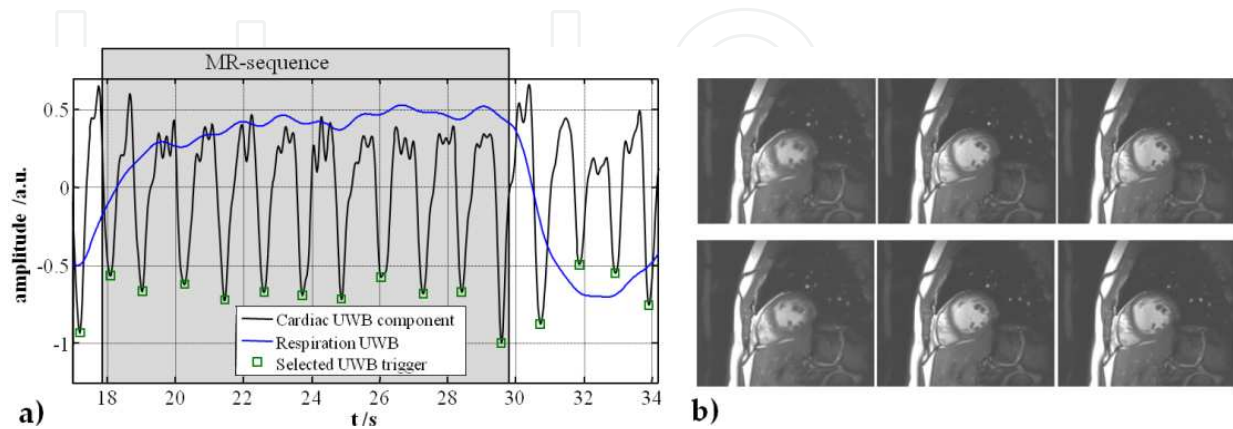 MR-sequence
0.5
0
-0.5
-1
amplitude /a.u.
Cardiac UWB component
Respiration UWB
Selected UWB trigger
18 20 22 24 26 28 30 32 34
t/s
a)
b)